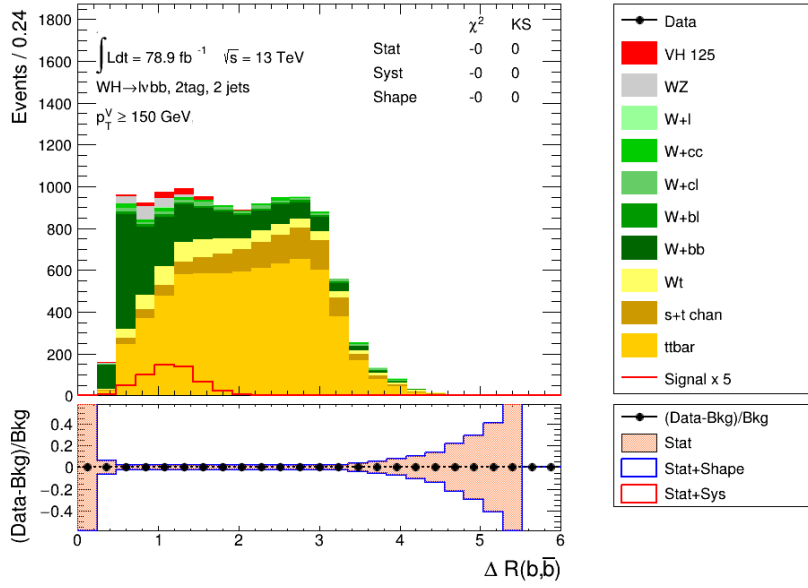 Events / 0.24
1800
1600
1400
1200
1000
800
600
400
200
0
∫Ldt = 78.9 fb⁻¹ √s = 13 TeV
WH→lνbb, 2tag, 2 jets
p_T^V ≥ 150 GeV
χ² KS
Stat -0 0
Syst -0 0
Shape -0 0
Data
VH 125
WZ
W+l
W+cc
W+cl
W+bl
W+bb
Wt
s+t chan
ttbar
Signal x 5
(Data-Bkg)/Bkg
0.4
0.2
0
−0.2
−0.4
0 1 2 3 4 5 6
Δ R(b,b̅)
(Data-Bkg)/Bkg
Stat
Stat+Shape
Stat+Sys